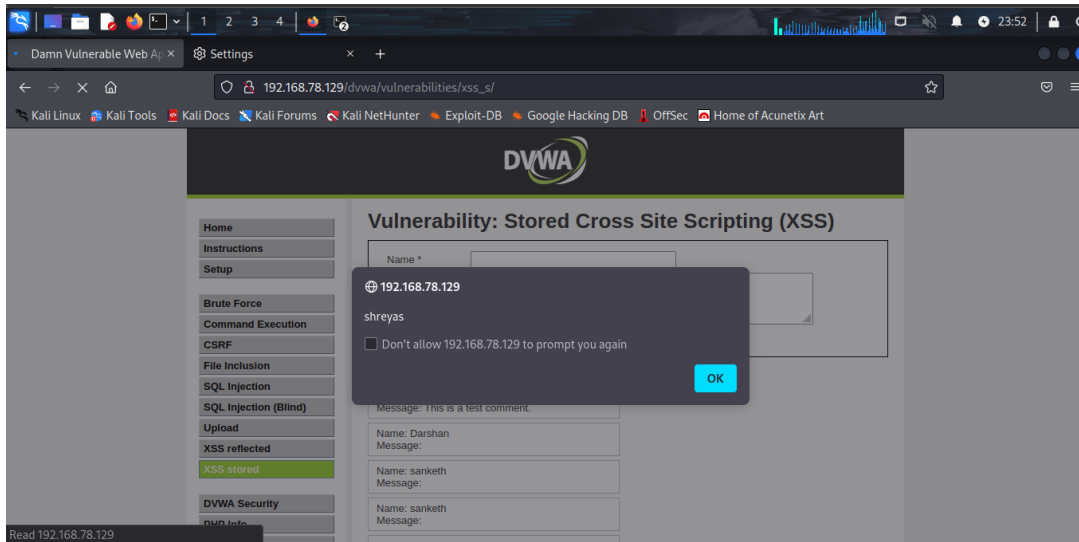 1 2 3 4
23:52
Damn Vulnerable Web Ap
Settings
192.168.78.129/dvwa/vulnerabilities/xss_s/
Kali Linux Kali Tools Kali Docs Kali Forums Kali NetHunter Exploit-DB Google Hacking DB OffSec Home of Acunetix Art
DVWA
Home
Instructions
Setup
Brute Force
Command Execution
CSRF
File Inclusion
SQL Injection
SQL Injection (Blind)
Upload
XSS reflected
XSS stored
DVWA Security
PHP Info
Vulnerability: Stored Cross Site Scripting (XSS)
Name *
192.168.78.129
shreyas
Don't allow 192.168.78.129 to prompt you again
OK
Message: This is a test comment.
Name: Darshan
Message:
Name: sanketh
Message:
Name: sanketh
Message:
Read 192.168.78.129